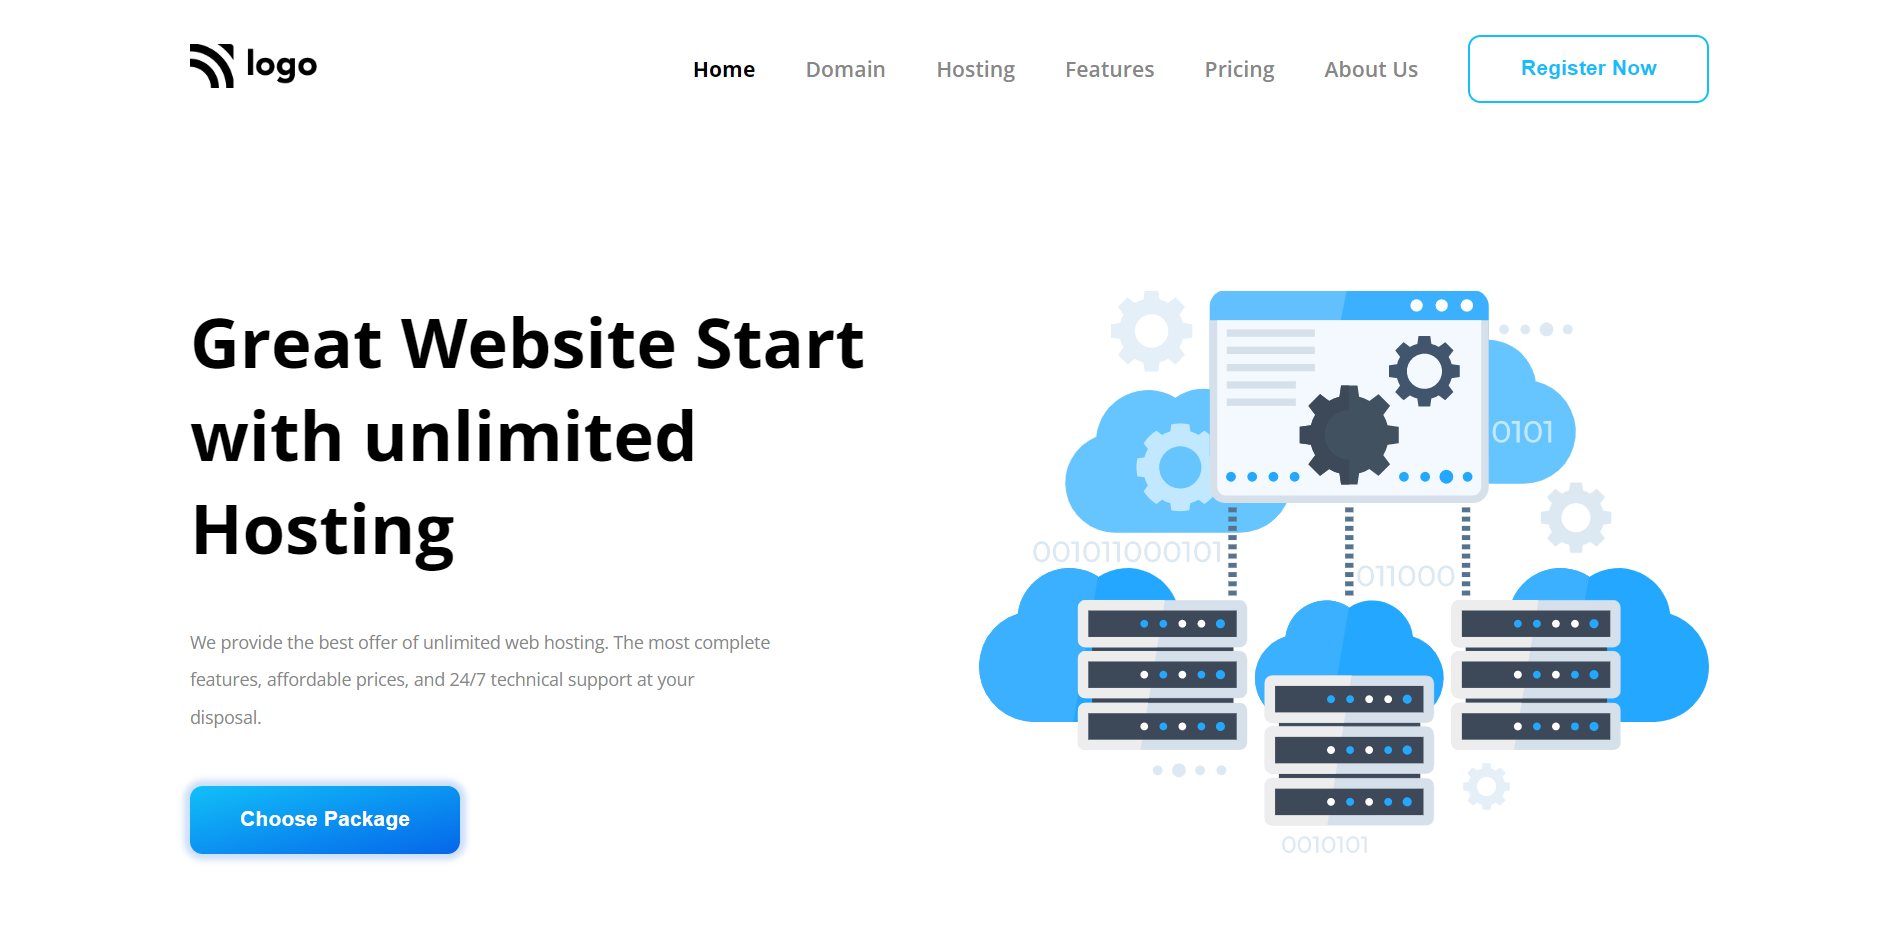 logo
Home
Domain
Hosting
Features
Pricing
About Us
Register Now
Great Website Start
with unlimited
Hosting
We provide the best offer of unlimited web hosting. The most complete
features, affordable prices, and 24/7 technical support at your
disposal.
Choose Package
0101
001011000101
011000
0010101